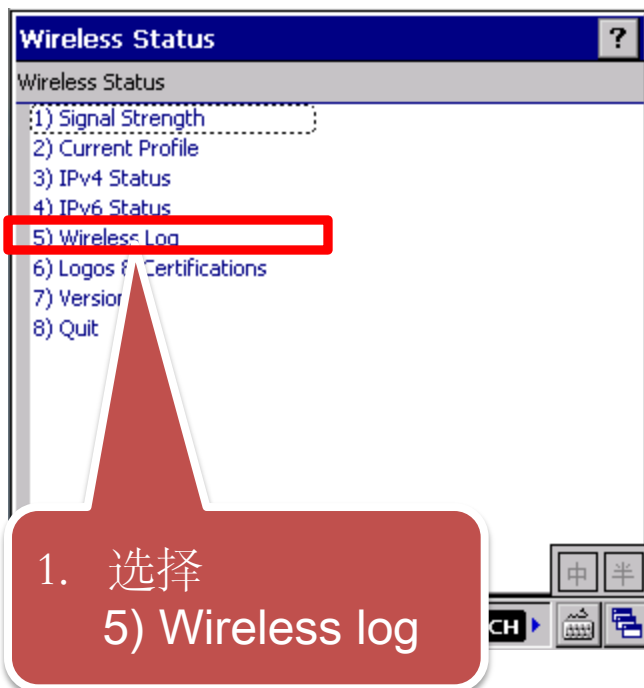 Wireless Status
?
Wireless Status
1) Signal Strength
2) Current Profile
3) IPv4 Status
4) IPv6 Status
5) Wireless Log
6) Logos & Certifications
7) Version
8) Quit
1. 选择
5) Wireless log
中 半
CH